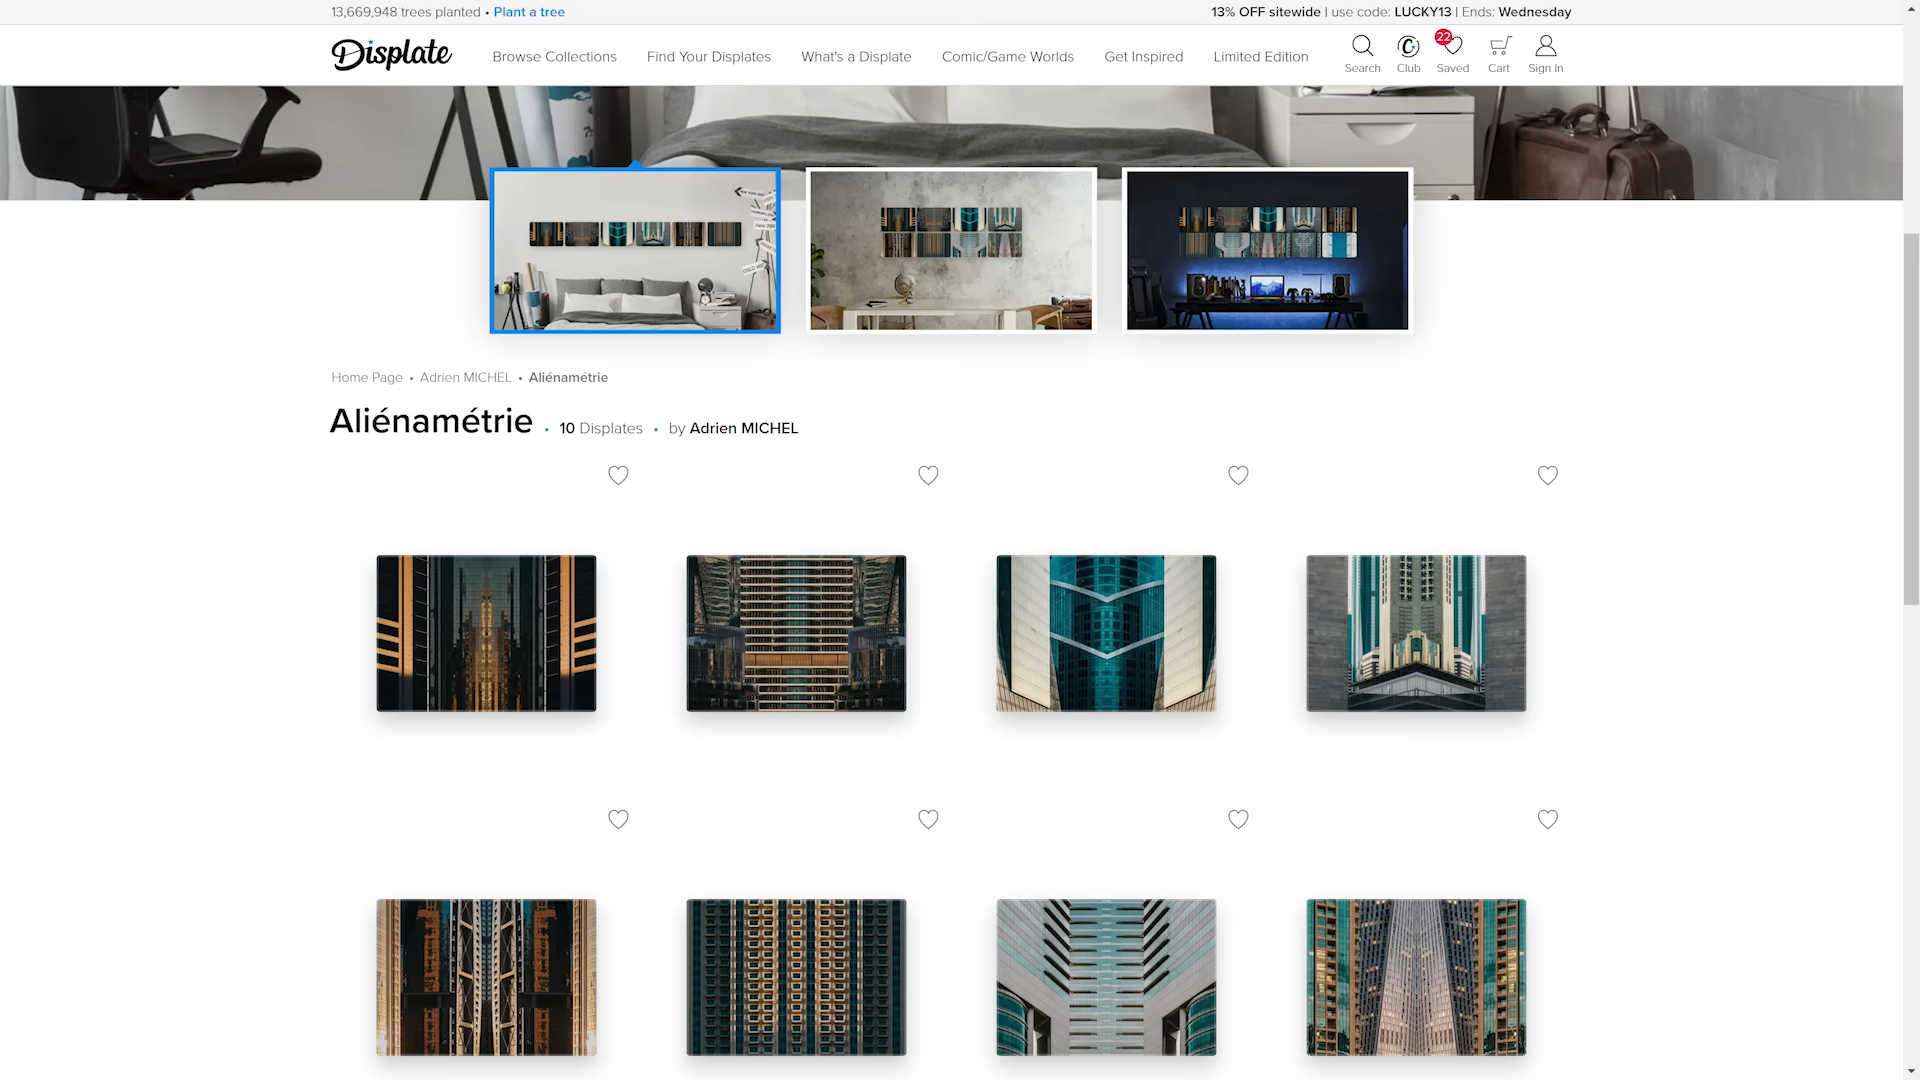 13,669,948 trees planted • Plant a tree
13% OFF sitewide | use code: LUCKY13 | Ends: Wednesday
Displate
Browse Collections
Find Your Displates
What's a Displate
Comic/Game Worlds
Get Inspired
Limited Edition
Search
Club
22
Saved
Cart
Sign In
Home Page • Adrien MICHEL • Aliénamétrie
Aliénamétrie • 10 Displates • by Adrien MICHEL